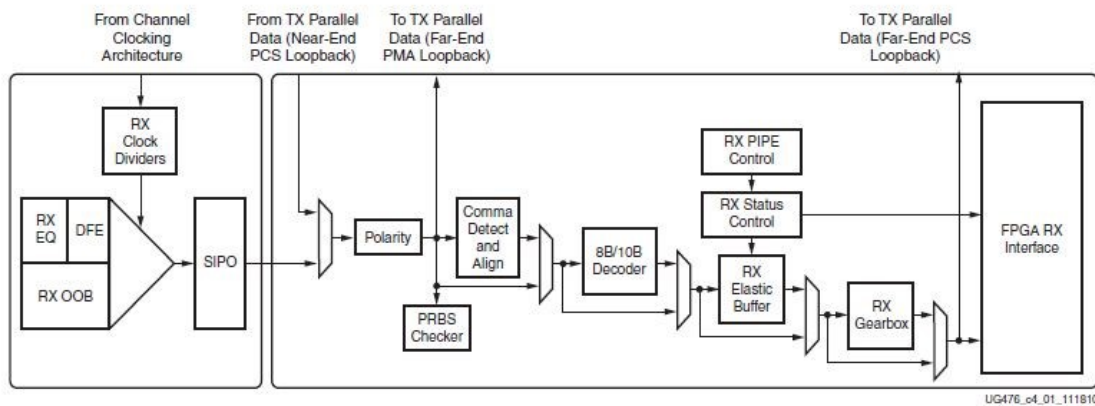 From Channel
Clocking
Architecture
From TX Parallel
Data (Near-End
PCS Loopback)
To TX Parallel
Data (Far-End
PMA Loopback)
To TX Parallel
Data (Far-End PCS
Loopback)
RX
Clock
Dividers
RX
EQ
DFE
RX OOB
SIPO
Polarity
Comma
Detect
and
Align
PRBS
Checker
8B/10B
Decoder
RX PIPE
Control
RX Status
Control
RX
Elastic
Buffer
RX
Gearbox
FPGA RX
Interface
UG476_c4_01_111810